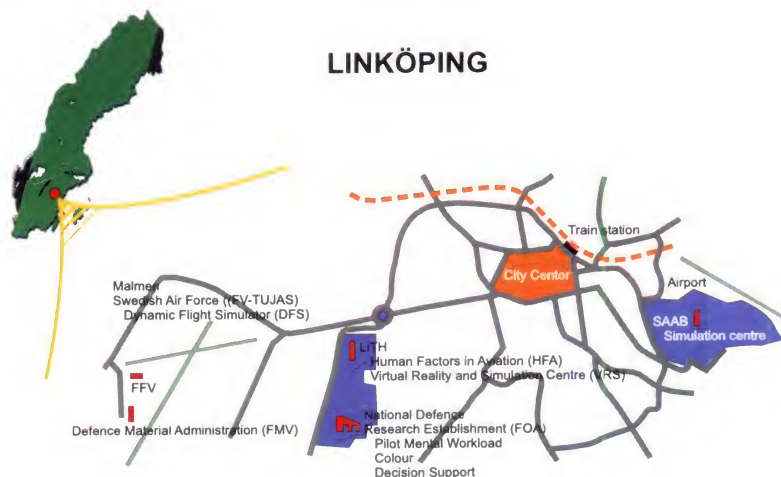 LINKÖPING
Train station
City Center
Airport
Malmen
Swedish Air Force ((FV-TUJAS)
Dynamic Flight Simulator (DFS)
SAAB
Simulation centre
LiTH
Human Factors in Aviation (HFA)
Virtual Reality and Simulation Centre (VRS)
FFV
National Defence
Research Establishment (FOA)
Defence Material Administration (FMV)
Pilot Mental Workload
Colour
Decision Support